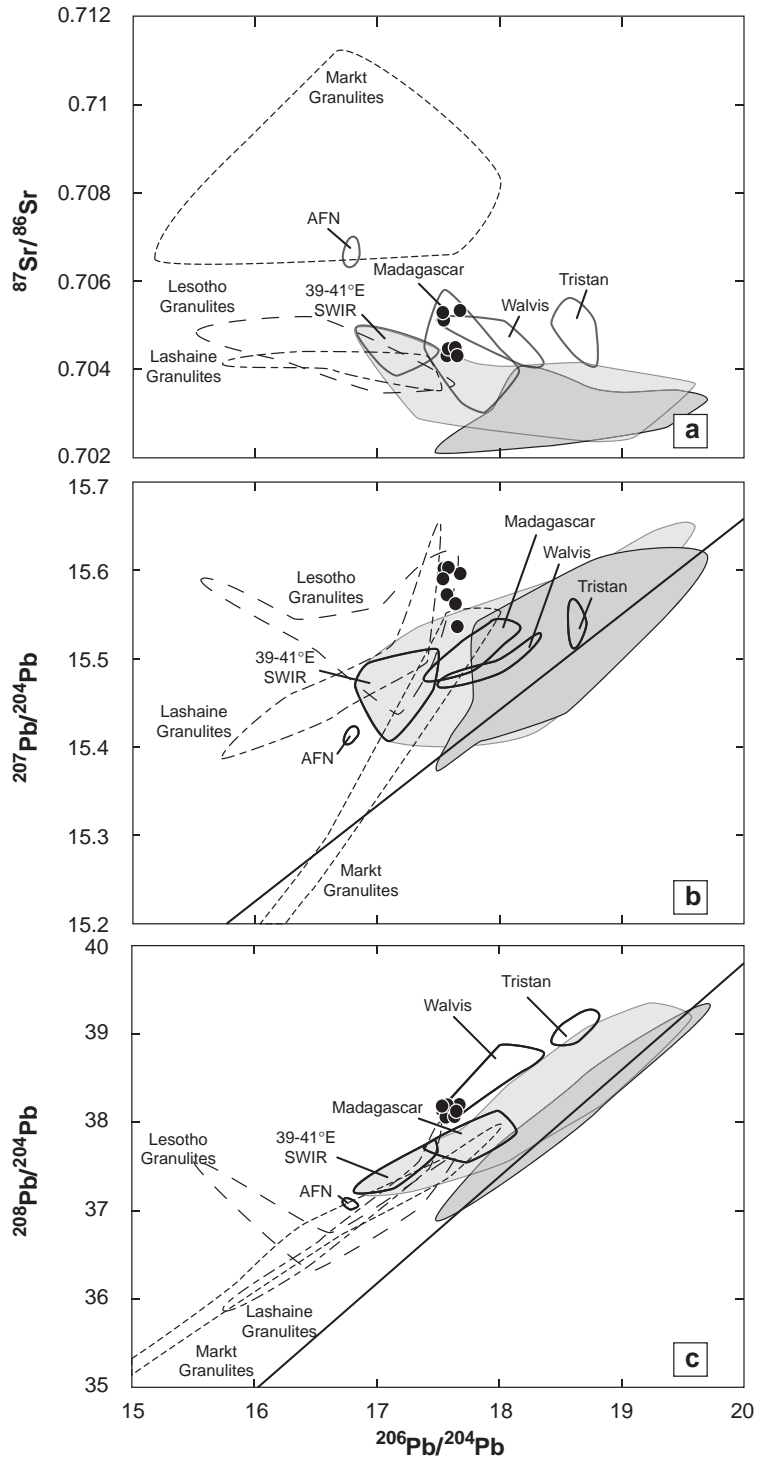 0.712
0.71
0.708
0.706
0.704
0.702
⁸⁷Sr/⁸⁶Sr
Markt
Granulites
AFN
Madagascar
Tristan
Lesotho
Granulites
39-41°E
SWIR
Walvis
Lashaine
Granulites
a
15.7
15.6
15.5
15.4
15.3
15.2
²⁰⁷Pb/²⁰⁴Pb
Madagascar
Walvis
Lesotho
Granulites
Tristan
39-41°E
SWIR
Lashaine
Granulites
AFN
Markt
Granulites
b
40
39
38
37
36
35
²⁰⁸Pb/²⁰⁴Pb
Tristan
Walvis
Madagascar
Lesotho
Granulites
39-41°E
SWIR
AFN
Lashaine
Granulites
Markt
Granulites
c
15 16 17 18 19 20
²⁰⁶Pb/²⁰⁴Pb